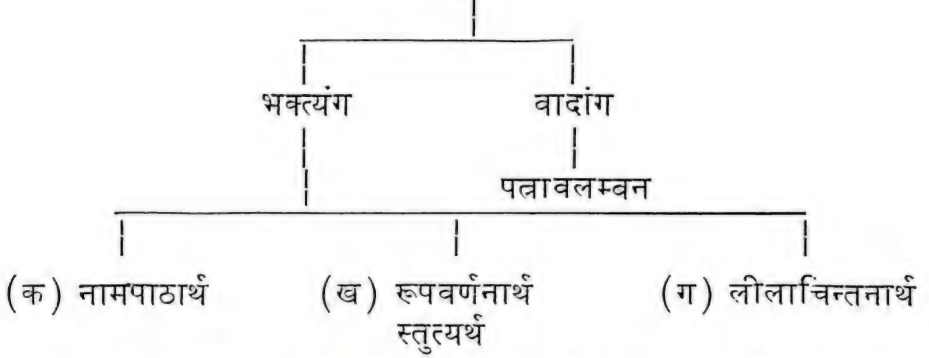 भक्त्यंग वादांग
पत्नावलम्बन
(क) नामपाठार्थ (ख) रूपवर्णनार्थ (ग) लीलाचिन्तनार्थ
स्तुत्यर्थ